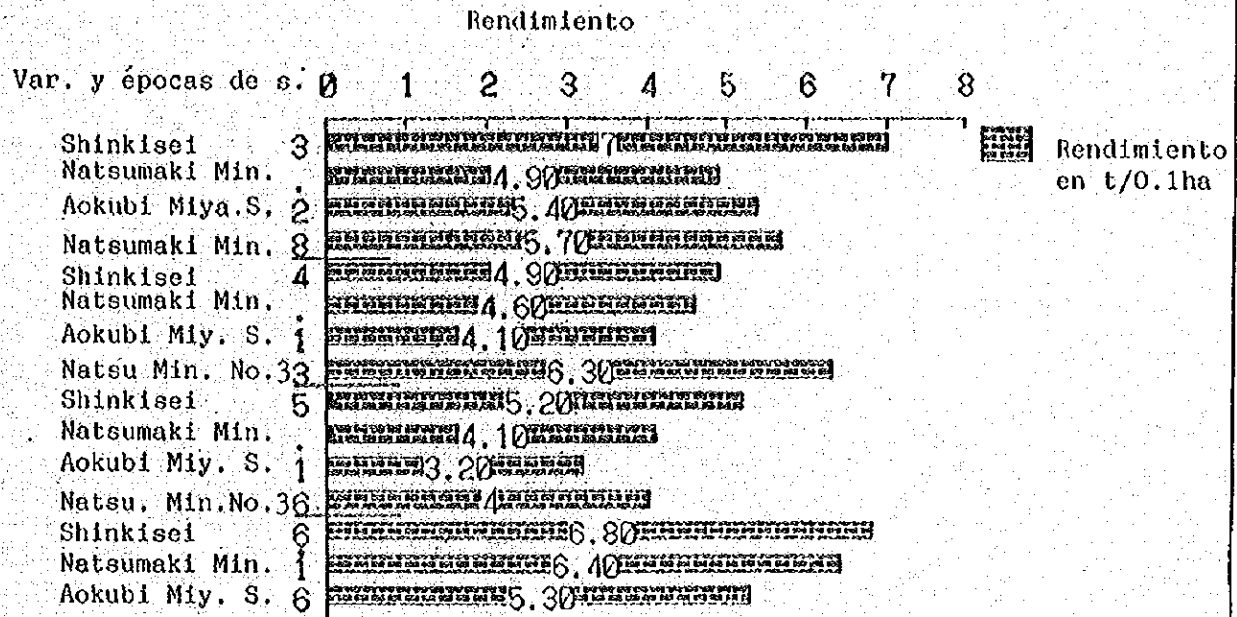 Rendimiento
Var. y épocas de s. 0 1 2 3 4 5 6 7 8
Shinkisei 3 7
Natsumaki Min. . 4.90
Aokubi Miya.S. 2 5.40
Natsumaki Min. 8 5.70
Shinkisei 4 4.90
Natsumaki Min. . 4.60
Aokubi Miy. S. 1 4.10
Natsu Min. No.33 6.30
Shinkisei 5 5.20
Natsumaki Min. . 4.10
Aokubi Miy. S. 1 3.20
Natsu. Min.No.36 4
Shinkisei 6 6.80
Natsumaki Min. 1 6.40
Aokubi Miy. S. 6 5.30
Rendimiento
en t/0.1ha